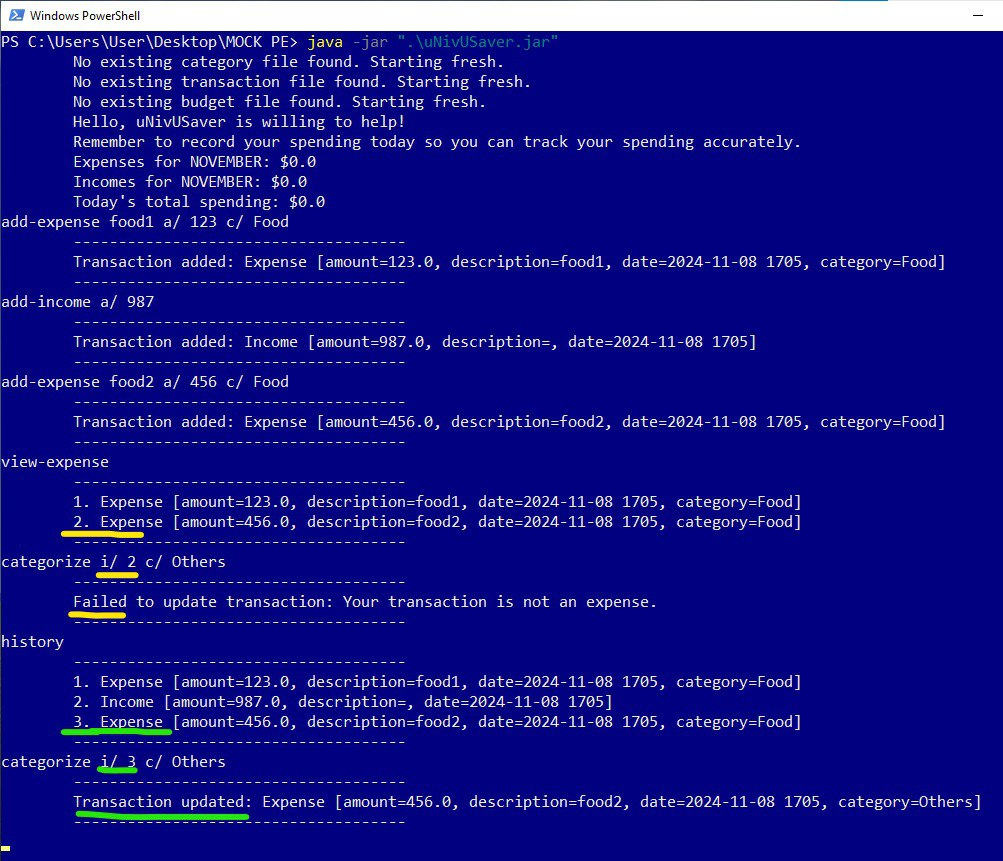 Windows PowerShell
PS C:\Users\User\Desktop\MOCK PE> java -jar ".\uNivUSaver.jar"
No existing category file found. Starting fresh.
No existing transaction file found. Starting fresh.
No existing budget file found. Starting fresh.
Hello, uNivUSaver is willing to help!
Remember to record your spending today so you can track your spending accurately.
Expenses for NOVEMBER: $0.0
Incomes for NOVEMBER: $0.0
Today's total spending: $0.0
add-expense food1 a/ 123 c/ Food
-------------------------------------
Transaction added: Expense [amount=123.0, description=food1, date=2024-11-08 1705, category=Food]
-------------------------------------
add-income a/ 987
-------------------------------------
Transaction added: Income [amount=987.0, description=, date=2024-11-08 1705]
-------------------------------------
add-expense food2 a/ 456 c/ Food
-------------------------------------
Transaction added: Expense [amount=456.0, description=food2, date=2024-11-08 1705, category=Food]
-------------------------------------
view-expense
-------------------------------------
1. Expense [amount=123.0, description=food1, date=2024-11-08 1705, category=Food]
2. Expense [amount=456.0, description=food2, date=2024-11-08 1705, category=Food]
-------------------------------------
categorize i/ 2 c/ Others
-------------------------------------
Failed to update transaction: Your transaction is not an expense.
-------------------------------------
history
-------------------------------------
1. Expense [amount=123.0, description=food1, date=2024-11-08 1705, category=Food]
2. Income [amount=987.0, description=, date=2024-11-08 1705]
3. Expense [amount=456.0, description=food2, date=2024-11-08 1705, category=Food]
-------------------------------------
categorize i/ 3 c/ Others
-------------------------------------
Transaction updated: Expense [amount=456.0, description=food2, date=2024-11-08 1705, category=Others]
-------------------------------------